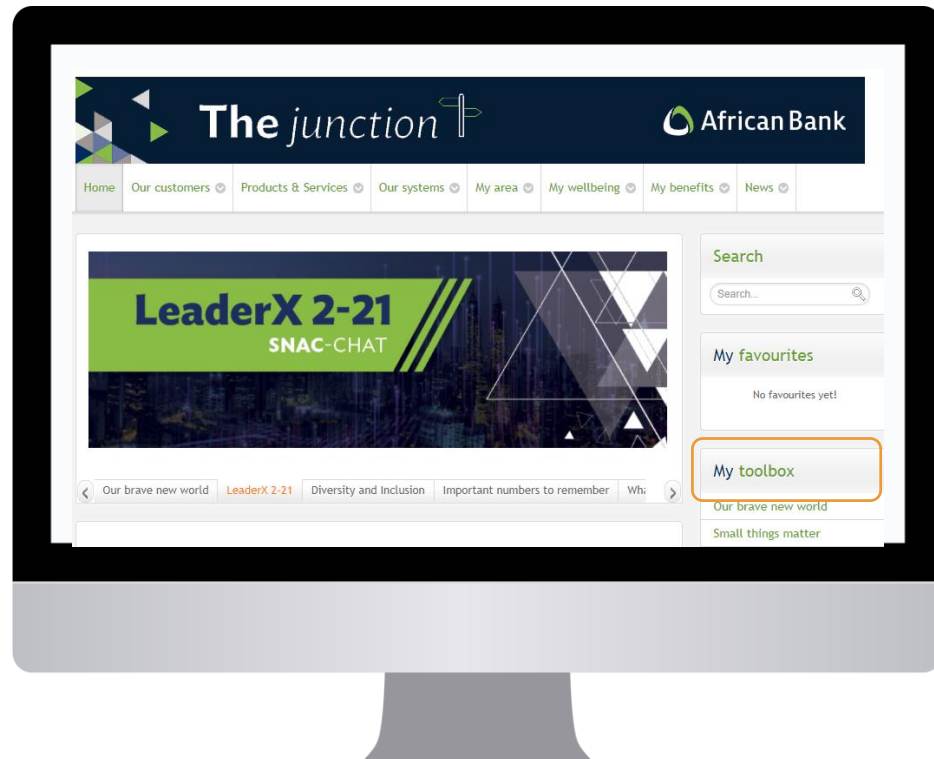 The junction
African Bank
Home Our customers Products & Services Our systems My area My wellbeing My benefits News
LeaderX 2-21
SNAC-CHAT
Our brave new world LeaderX 2-21 Diversity and Inclusion Important numbers to remember Wha
Search
Search...
My favourites
No favourites yet!
My toolbox
Our brave new world
Small things matter